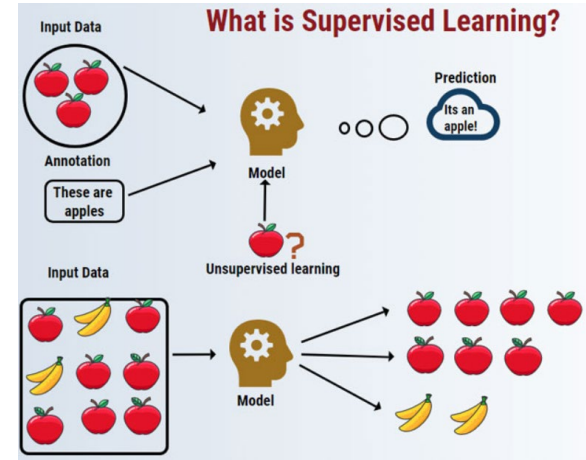 What is Supervised Learning?
Input Data
Annotation
These are
apples
Model
Prediction
Its an
apple!
?
Unsupervised learning
Input Data
Model